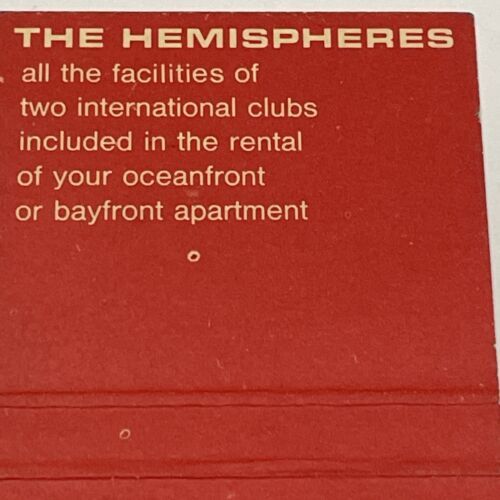 THE HEMISPHERES
all the facilities of
two international clubs
included in the rental
of your oceanfront
or bayfront apartment